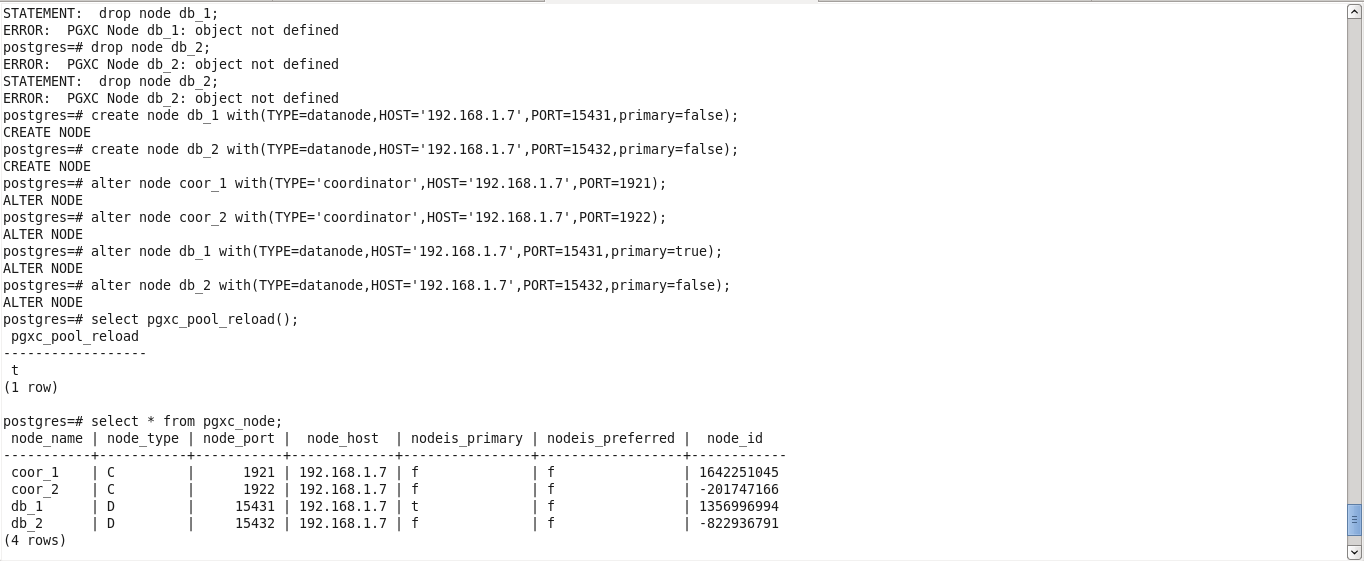 STATEMENT:  drop node db_1;
ERROR:  PGXC Node db_1: object not defined
postgres=# drop node db_2;
ERROR:  PGXC Node db_2: object not defined
STATEMENT:  drop node db_2;
ERROR:  PGXC Node db_2: object not defined
postgres=# create node db_1 with(TYPE=datanode,HOST='192.168.1.7',PORT=15431,primary=false);
CREATE NODE
postgres=# create node db_2 with(TYPE=datanode,HOST='192.168.1.7',PORT=15432,primary=false);
CREATE NODE
postgres=# alter node coor_1 with(TYPE='coordinator',HOST='192.168.1.7',PORT=1921);
ALTER NODE
postgres=# alter node coor_2 with(TYPE='coordinator',HOST='192.168.1.7',PORT=1922);
ALTER NODE
postgres=# alter node db_1 with(TYPE=datanode,HOST='192.168.1.7',PORT=15431,primary=true);
ALTER NODE
postgres=# alter node db_2 with(TYPE=datanode,HOST='192.168.1.7',PORT=15432,primary=false);
ALTER NODE
postgres=# select pgxc_pool_reload();
 pgxc_pool_reload
------------------
 t
(1 row)

postgres=# select * from pgxc_node;
 node_name | node_type | node_port |  node_host  | nodeis_primary | nodeis_preferred |  node_id
-----------+-----------+-----------+-------------+----------------+------------------+------------
 coor_1    | C         |      1921 | 192.168.1.7 | f              | f                | 1642251045
 coor_2    | C         |      1922 | 192.168.1.7 | f              | f                | -201747166
 db_1      | D         |     15431 | 192.168.1.7 | t              | f                | 1356996994
 db_2      | D         |     15432 | 192.168.1.7 | f              | f                | -822936791
(4 rows)